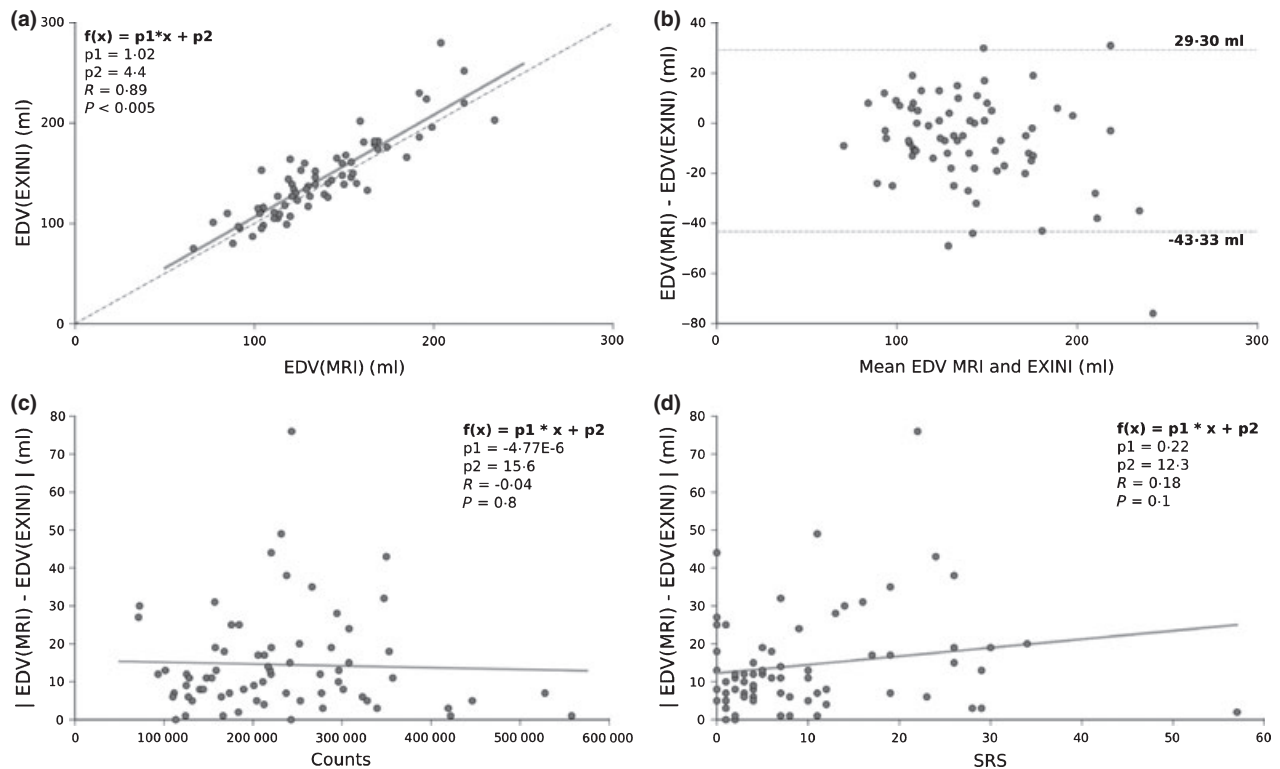 (a)
300
200
100
0
EDV(EXINI) (ml)
f(x) = p1*x + p2
p1 = 1·02
p2 = 4·4
R = 0·89
P < 0·005
0
100
200
300
EDV(MRI) (ml)
(b)
40
20
0
−20
−40
−60
−80
EDV(MRI) - EDV(EXINI) (ml)
29·30 ml
-43·33 ml
0
100
200
300
Mean EDV MRI and EXINI (ml)
(c)
80
70
60
50
40
30
20
10
0
| EDV(MRI) - EDV(EXINI) | (ml)
f(x) = p1 * x + p2
p1 = -4·77E-6
p2 = 15·6
R = -0·04
P = 0·8
0
100 000
200 000
300 000
400 000
500 000
600 000
Counts
(d)
80
70
60
50
40
30
20
10
0
| EDV(MRI) - EDV(EXINI) | (ml)
f(x) = p1 * x + p2
p1 = 0·22
p2 = 12·3
R = 0·18
P = 0·1
0
10
20
30
40
50
60
SRS